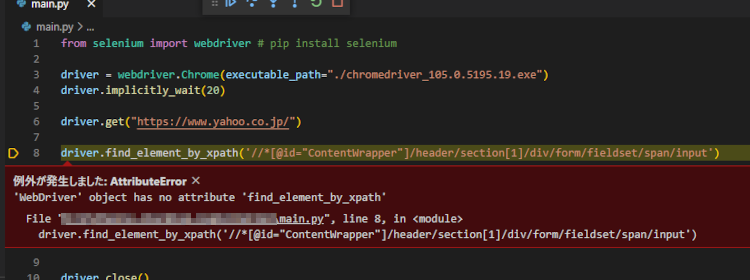 main.py ×
main.py > ...
1 from selenium import webdriver # pip install selenium
2
3 driver = webdriver.Chrome(executable_path="./chromedriver_105.0.5195.19.exe")
4 driver.implicitly_wait(20)
5
6 driver.get("https://www.yahoo.co.jp/")
7
8 driver.find_element_by_xpath('//*[@id="ContentWrapper"]/header/section[1]/div/form/fieldset/span/input')
例外が発生しました: AttributeError ×
'WebDriver' object has no attribute 'find_element_by_xpath'
File "\main.py", line 8, in <module>
driver.find_element_by_xpath('//*[@id="ContentWrapper"]/header/section[1]/div/form/fieldset/span/input')
9
10 driver.close()